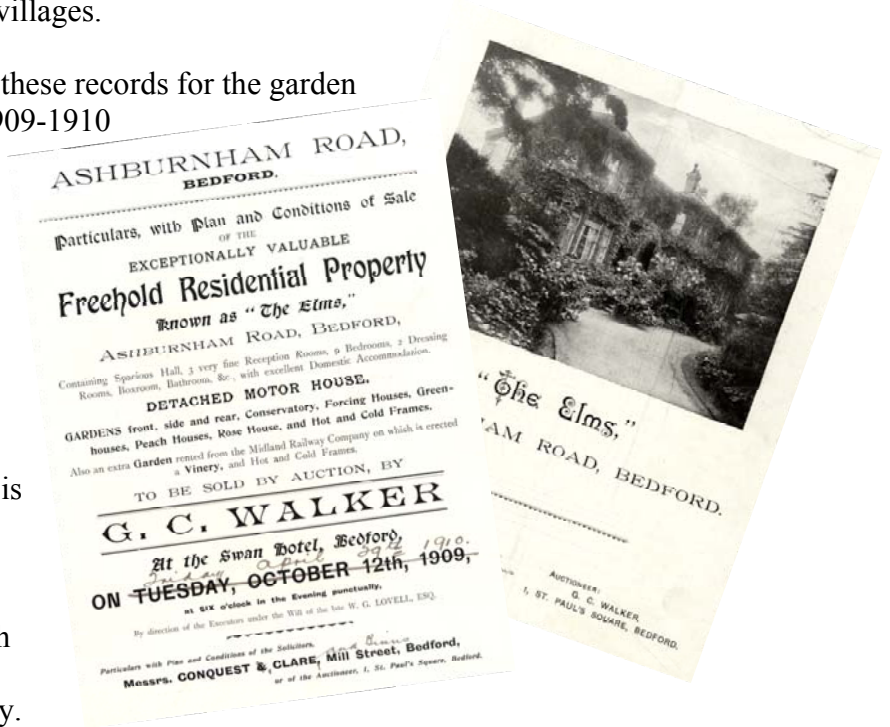 villages.
these records for the garden
909-1910
is
n
y.
ASHBURNHAM ROAD,
BEDFORD.
Particulars, with Plan and Conditions of Sale
OF THE
EXCEPTIONALLY VALUABLE
Freehold Residential Property
Known as "The Elms,"
ASHBURNHAM ROAD, BEDFORD,
Containing Spacious Hall, 3 very fine Reception Rooms, 9 Bedrooms, 2 Dressing
Rooms, Boxroom, Bathroom, &c., with excellent Domestic Accommodation.
DETACHED MOTOR HOUSE.
GARDENS front, side and rear, Conservatory, Forcing Houses, Green-
houses, Peach Houses, Rose House, and Hot and Cold Frames.
Also an extra Garden rented from the Midland Railway Company on which is erected
a Vinery, and Hot and Cold Frames.
TO BE SOLD BY AUCTION, BY
G. C. WALKER
At the Swan Hotel, Bedford,
Friday April 29th 1910.
ON TUESDAY, OCTOBER 12th, 1909,
at SIX o'clock in the Evening punctually,
By direction of the Executors under the Will of the late W. G. LOVELL, ESQ.
Particulars with Plan and Conditions of the Solicitors,
and
Messrs. CONQUEST & CLARE, Mill Street, Bedford,
or of the Auctioneer, 1, St. Paul's Square, Bedford.
"The Elms,"
HAM ROAD, BEDFORD.
AUCTIONEER:
G. C. WALKER,
1, ST. PAUL'S SQUARE, BEDFORD.